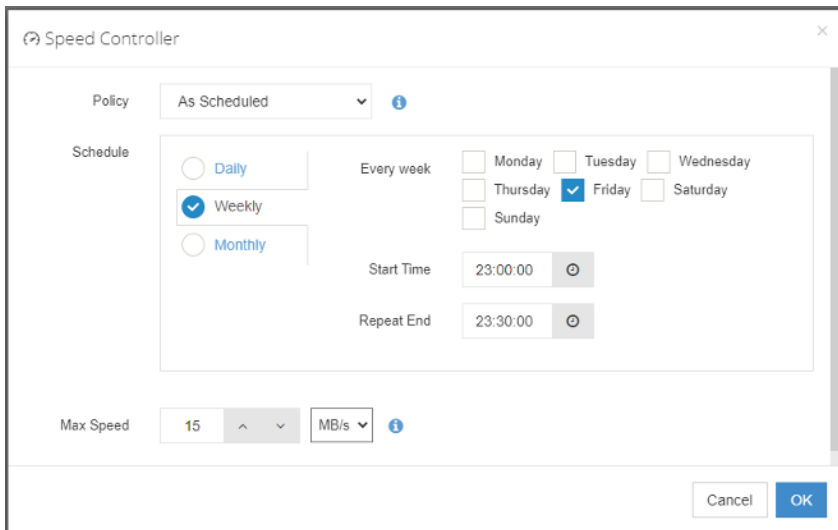 Speed Controller
Policy As Scheduled
Schedule
Daily
Weekly
Monthly
Every week
Monday Tuesday Wednesday
Thursday Friday Saturday
Sunday
Start Time 23:00:00
Repeat End 23:30:00
Max Speed 15 MB/s
Cancel OK